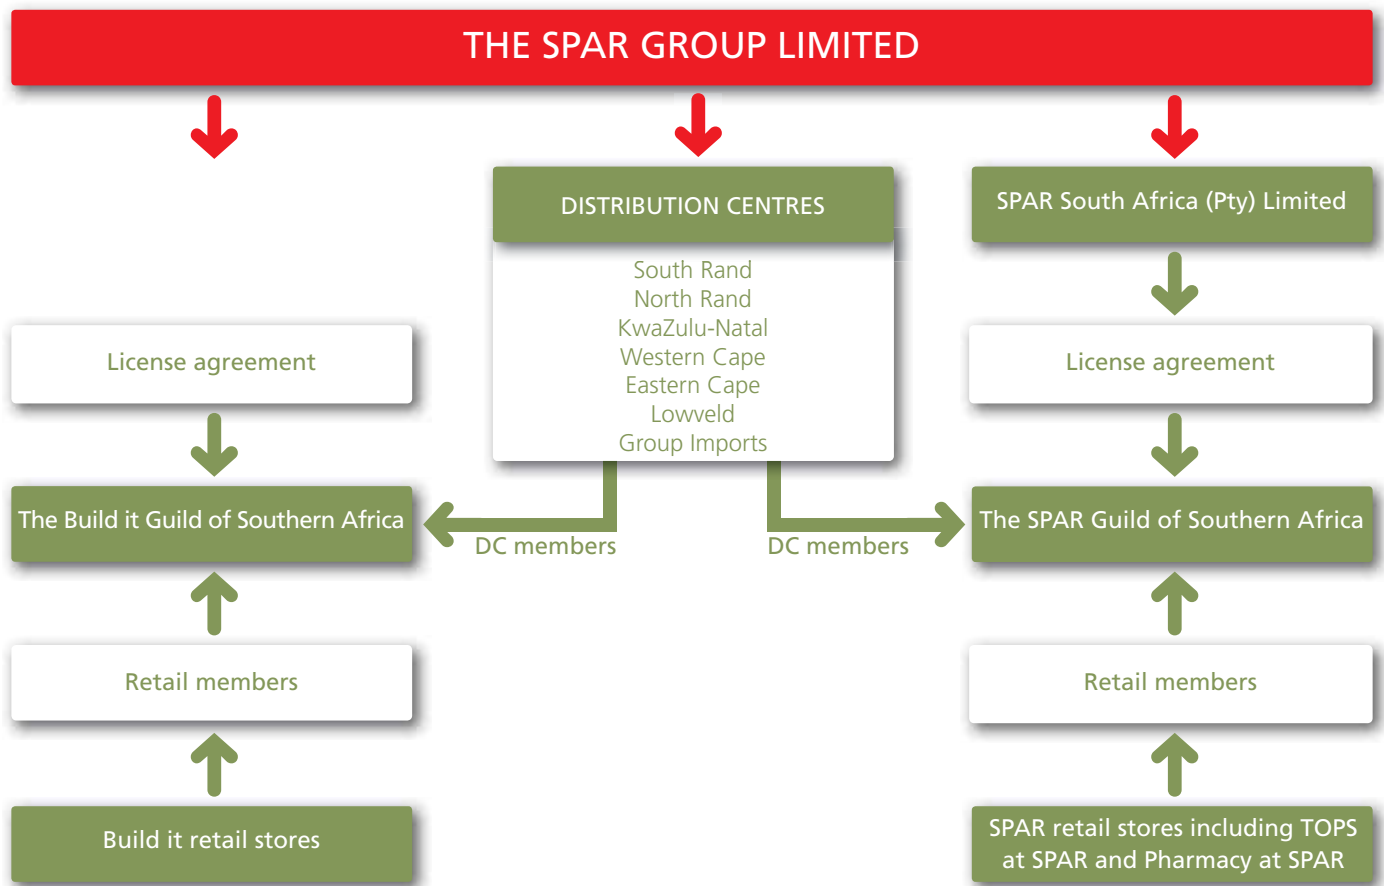 THE SPAR GROUP LIMITED
DISTRIBUTION CENTRES
South Rand
North Rand
KwaZulu-Natal
Western Cape
Eastern Cape
Lowveld
Group Imports
SPAR South Africa (Pty) Limited
License agreement
License agreement
The Build it Guild of Southern Africa
DC members
DC members
The SPAR Guild of Southern Africa
Retail members
Retail members
Build it retail stores
SPAR retail stores including TOPS
at SPAR and Pharmacy at SPAR